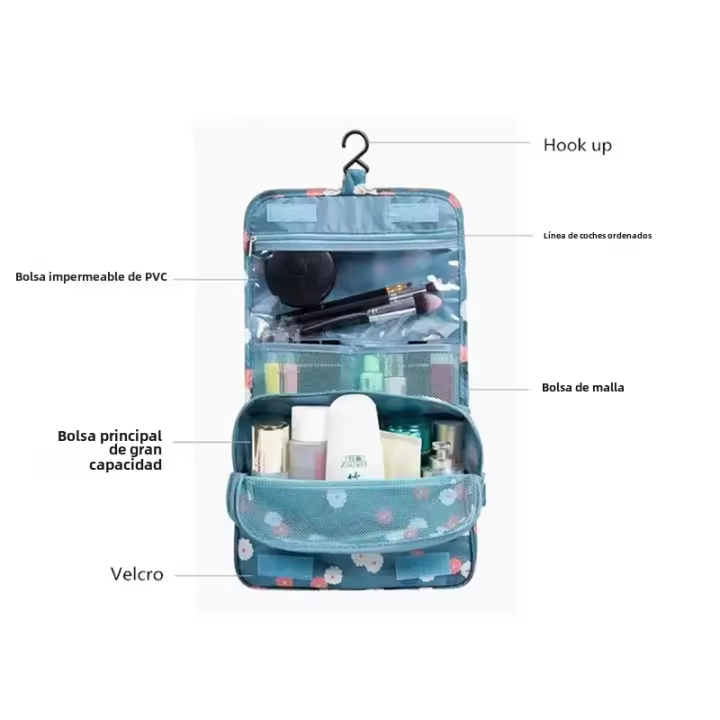 Hook up
Línea de coches ordenados
Bolsa impermeable de PVC
Bolsa de malla
Bolsa principal
de gran
capacidad
Velcro